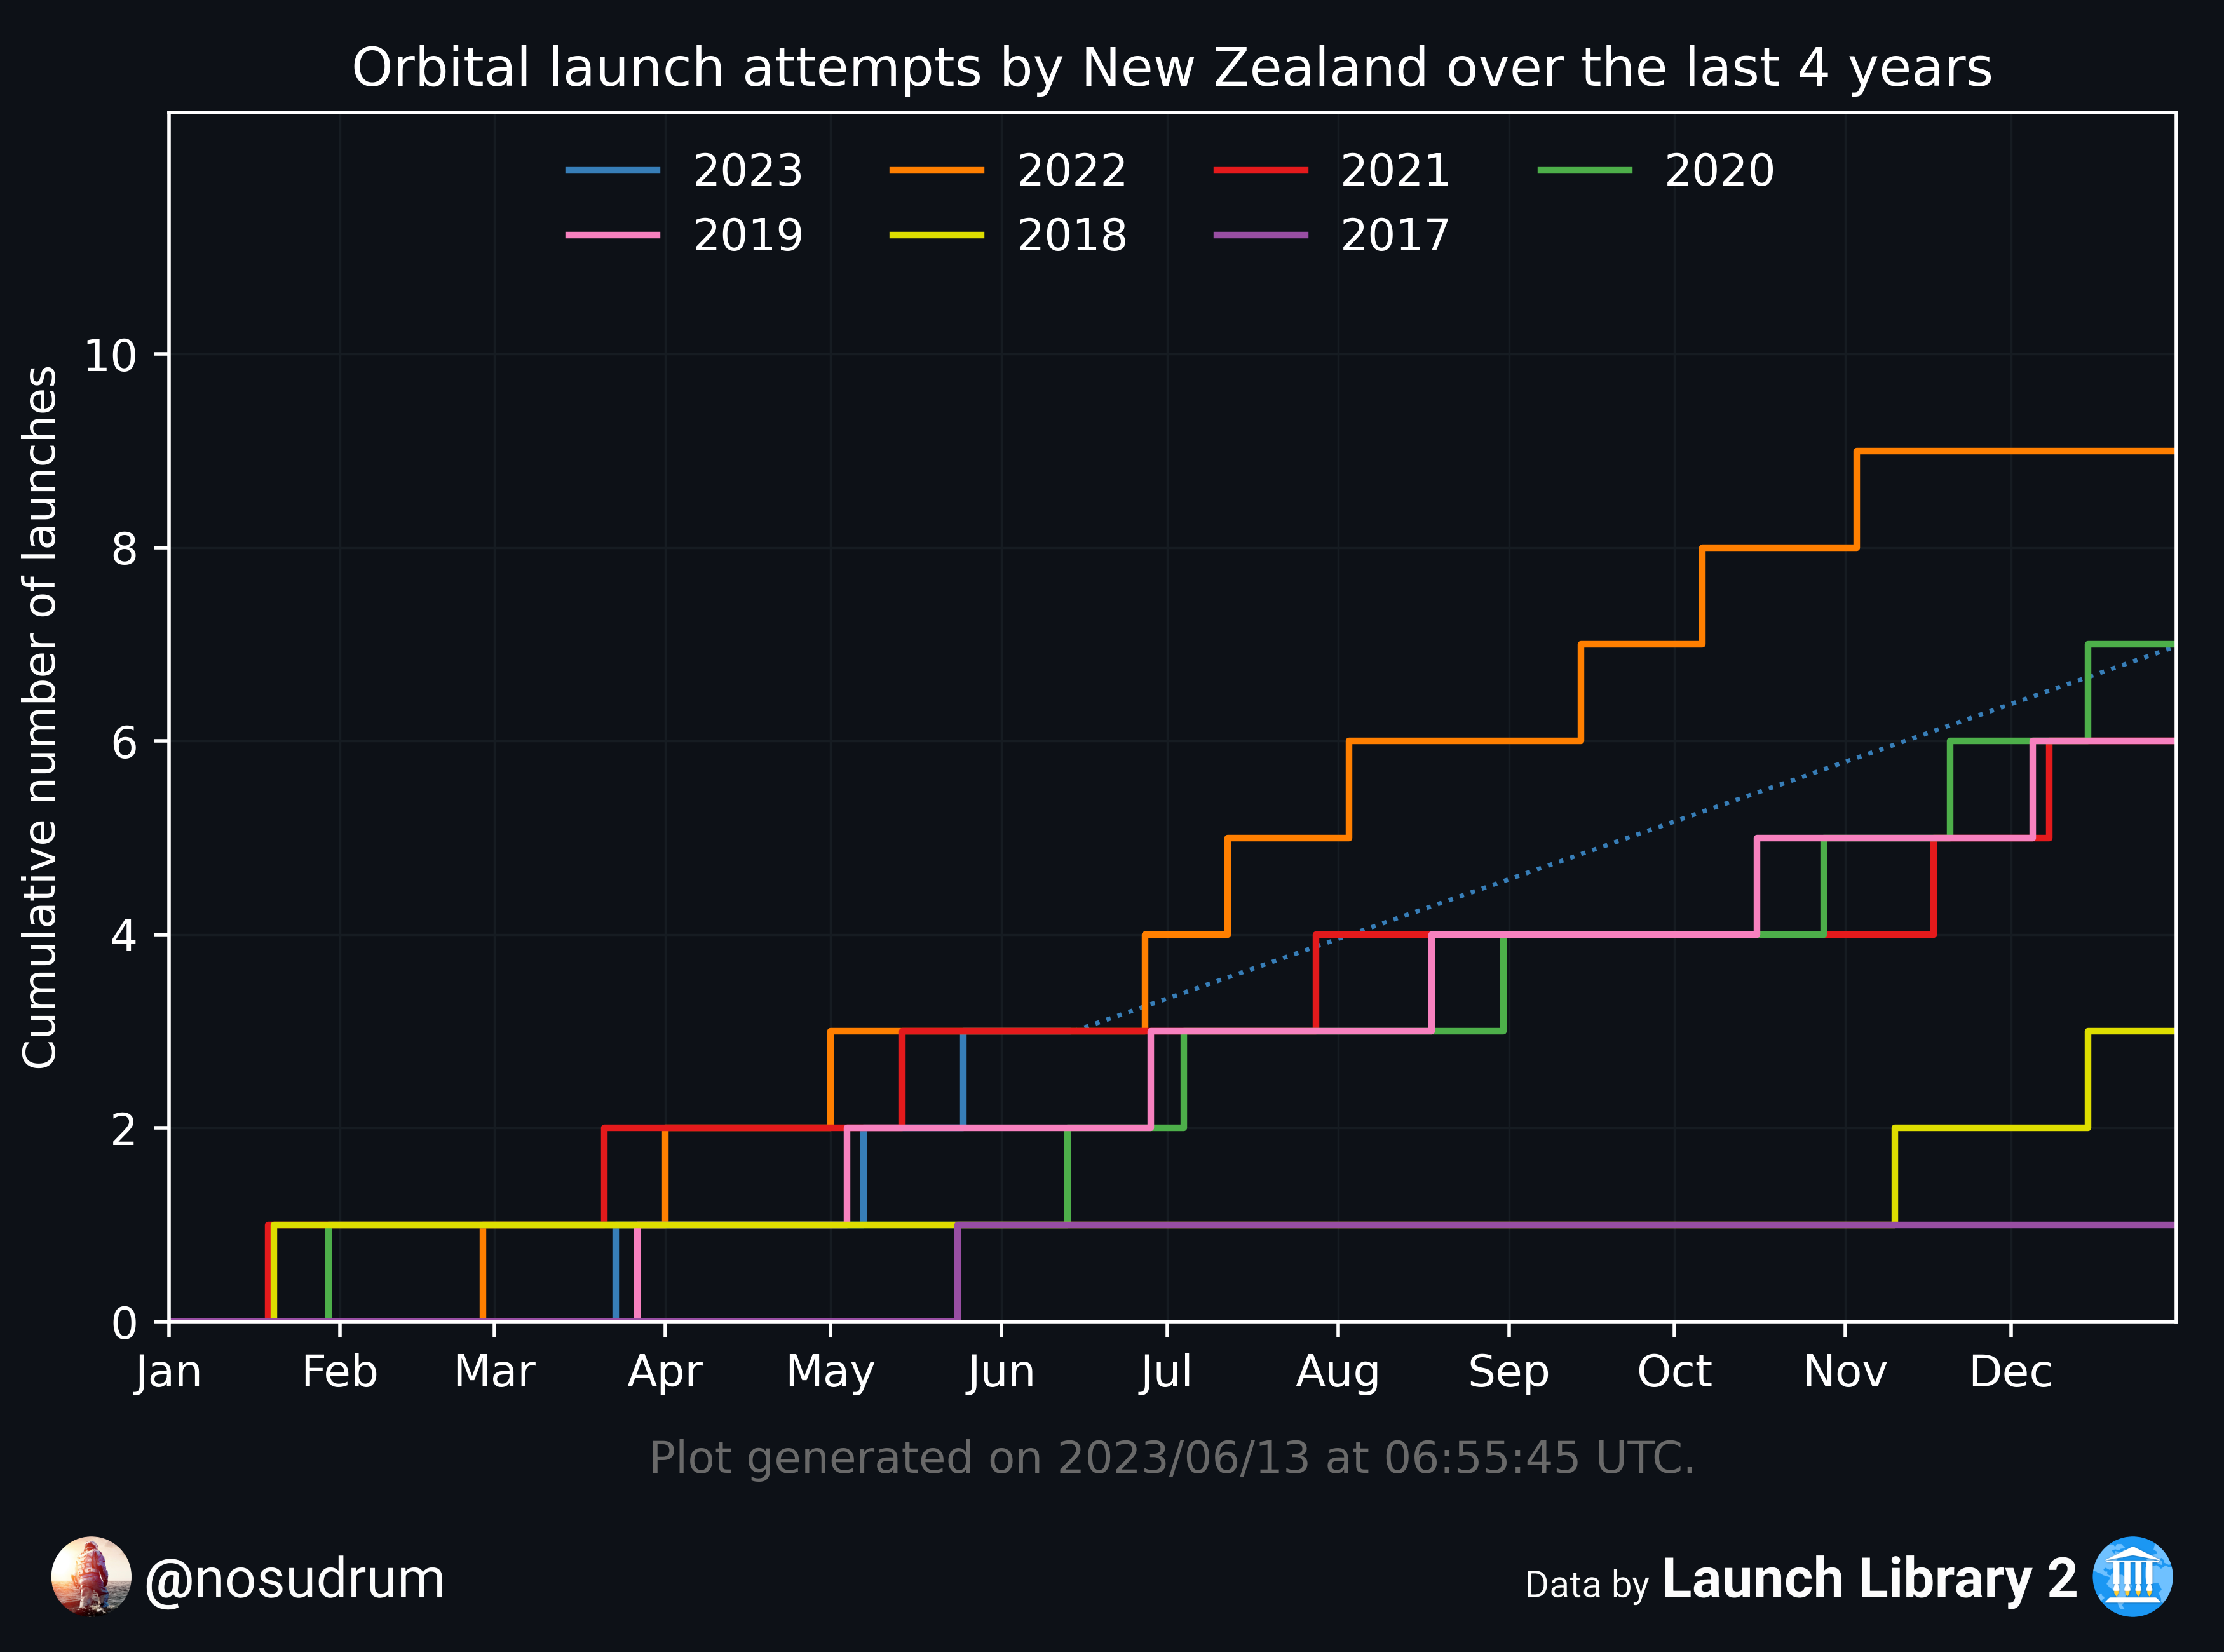 Orbital launch attempts by New Zealand over the last 4 years
2023 2022 2021 2020
2019 2018 2017
Cumulative number of launches
10
8
6
4
2
0
Jan Feb Mar Apr May Jun Jul Aug Sep Oct Nov Dec
Plot generated on 2023/06/13 at 06:55:45 UTC.
@nosudrum
Data by Launch Library 2